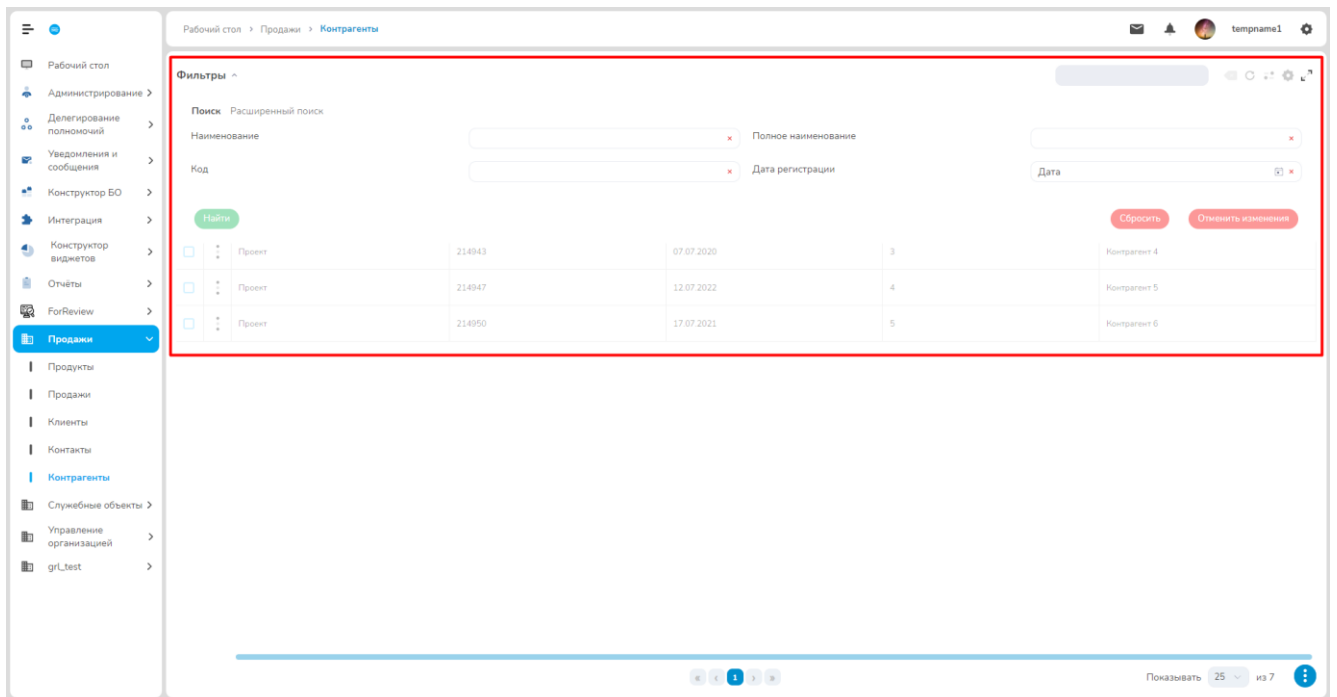 Рабочий стол > Продажи > Контрагенты
tempname1
Рабочий стол
Администрирование
Делегирование
полномочий
Уведомления и
сообщения
Конструктор БО
Интеграция
Конструктор
виджетов
Отчёты
ForReview
Продажи
Продукты
Продажи
Клиенты
Контакты
Контрагенты
Служебные объекты
Управление
организацией
grl_test
Фильтры
Поиск Расширенный поиск
Наименование
Полное наименование
Код
Дата регистрации
Дата
Найти
Сбросить
Отменить изменения
Проект 214943 07.07.2020 3 Контрагент 4
Проект 214947 12.07.2022 4 Контрагент 5
Проект 214950 17.07.2021 5 Контрагент 6
« ‹ 1 › »
Показывать 25 из 7